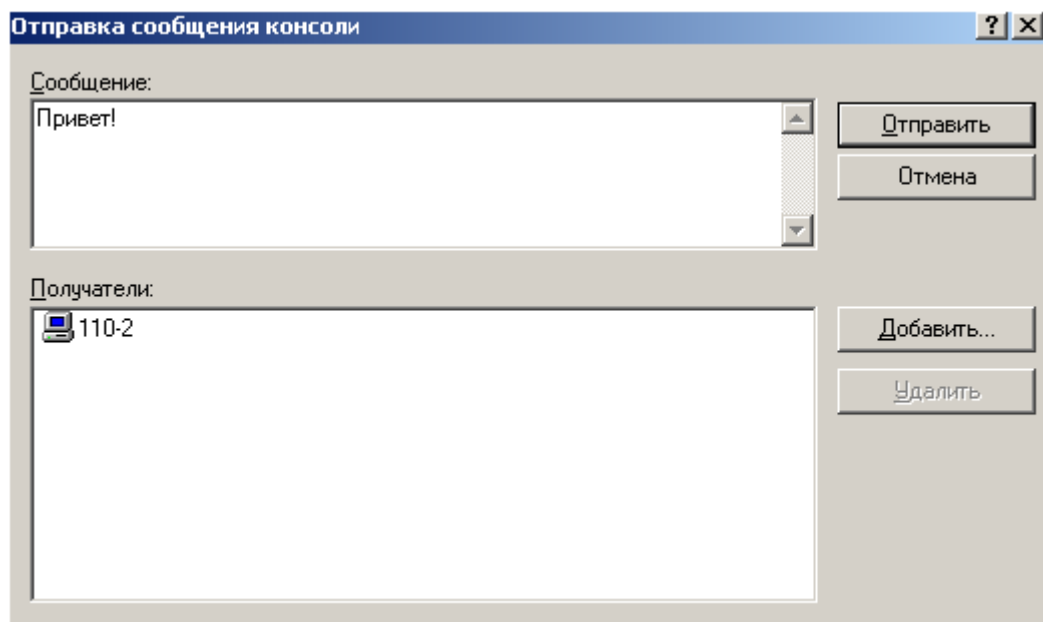 Отправка сообщения консоли
Сообщение:
Привет!
Отправить
Отмена
Получатели:
110-2
Добавить...
Удалить